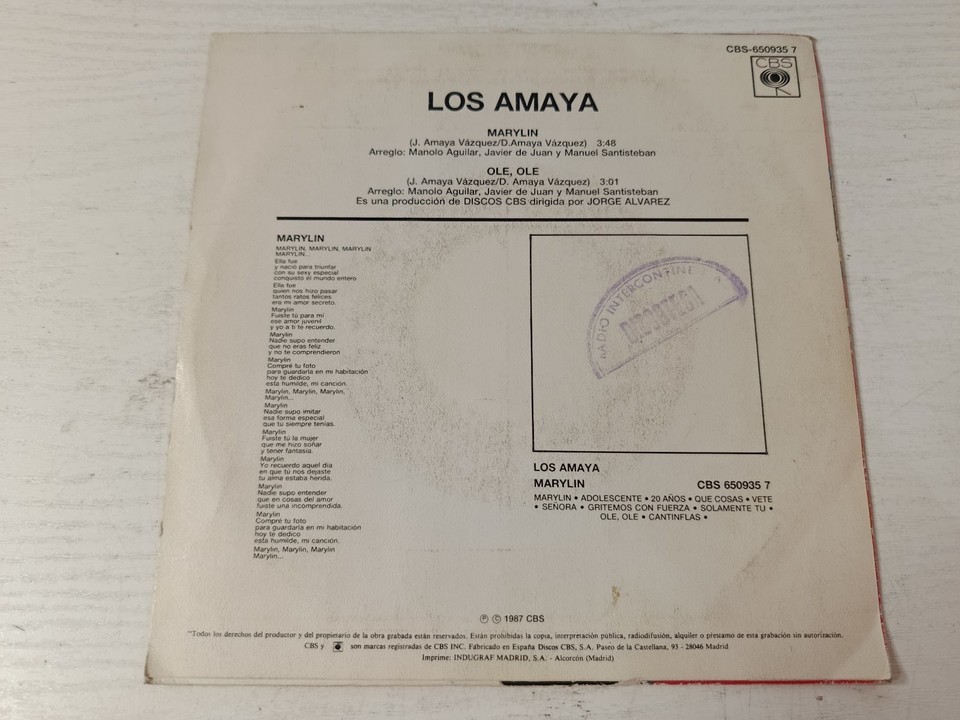 CBS-650935 7
CBS
LOS AMAYA
MARYLIN
(J. Amaya Vázquez/D.Amaya Vázquez) 3:48
Arreglo: Manolo Aguilar, Javier de Juan y Manuel Santisteban
OLE, OLE
(J. Amaya Vázquez/D. Amaya Vázquez) 3:01
Arreglo: Manolo Aguilar, Javier de Juan y Manuel Santisteban
Es una producción de DISCOS CBS dirigida por JORGE ALVAREZ
MARYLIN
MARYLIN, MARYLIN, MARYLIN
MARYLIN...
Ella fue
y nació para triunfar
con su sexy especial
conquisto el mundo entero
Ella fue
quien nos hizo pasar
tantos ratos felices
era mi amor secreto.
Marylin
Fuiste tú para mí
ese amor juvenil
y yo a ti te recuerdo.
Marylin
Nadie supo entender
que no eras feliz
y no te comprendieron
Marylin
Compré tu foto
para guardarla en mi habitación
hoy te dedico
esta humilde, mi canción.
Marylin, Marylin, Marylin,
Marylin...
Marylin
Nadie supo imitar
esa forma especial
que tú siempre tenías.
Marylin
Fuiste tú la mujer
que me hizo soñar
y tener fantasía.
Marylin
Yo recuerdo aquel día
en que tú nos dejaste
tu alma estaba herida.
Marylin
Nadie supo entender
que en cosas del amor
fuiste una incomprendida.
Marylin
Compré tu foto
para guardarla en mi habitación
hoy te dedico
esta humilde, mi canción.
Marylin, Marylin, Marylin
Marylin...
RADIO INTERCONTINE
LOS AMAYA
MARYLIN CBS 650935 7
MARYLIN • ADOLESCENTE • 20 AÑOS • QUE COSAS • VETE
• SEÑORA • GRITEMOS CON FUERZA • SOLAMENTE TU •
OLE, OLE • CANTINFLAS •
Ⓟ © 1987 CBS
"Todos los derechos del productor y del propietario de la obra grabada están reservados. Están prohibidas la copia, interpretación pública, radiodifusión, alquiler o préstamo de esta grabación sin autorización.
CBS y son marcas registradas de CBS INC. Fabricado en España Discos CBS, S.A. Paseo de la Castellana, 93 - 28046 Madrid
Imprime: INDUGRAF MADRID, S.A. - Alcorcón (Madrid)